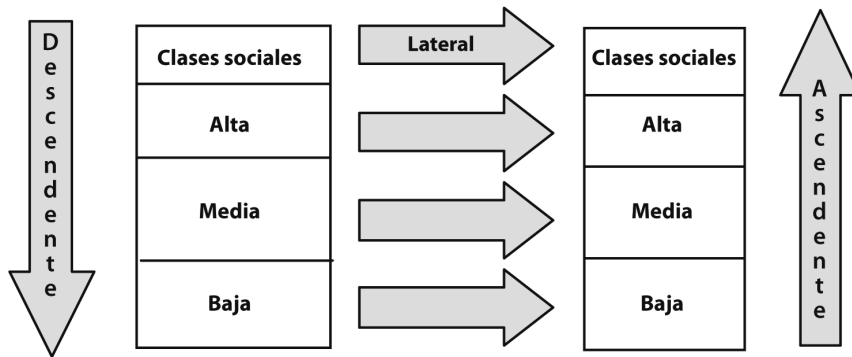 Descendente
Clases sociales
Alta
Media
Baja
Lateral
Clases sociales
Alta
Media
Baja
Ascendente